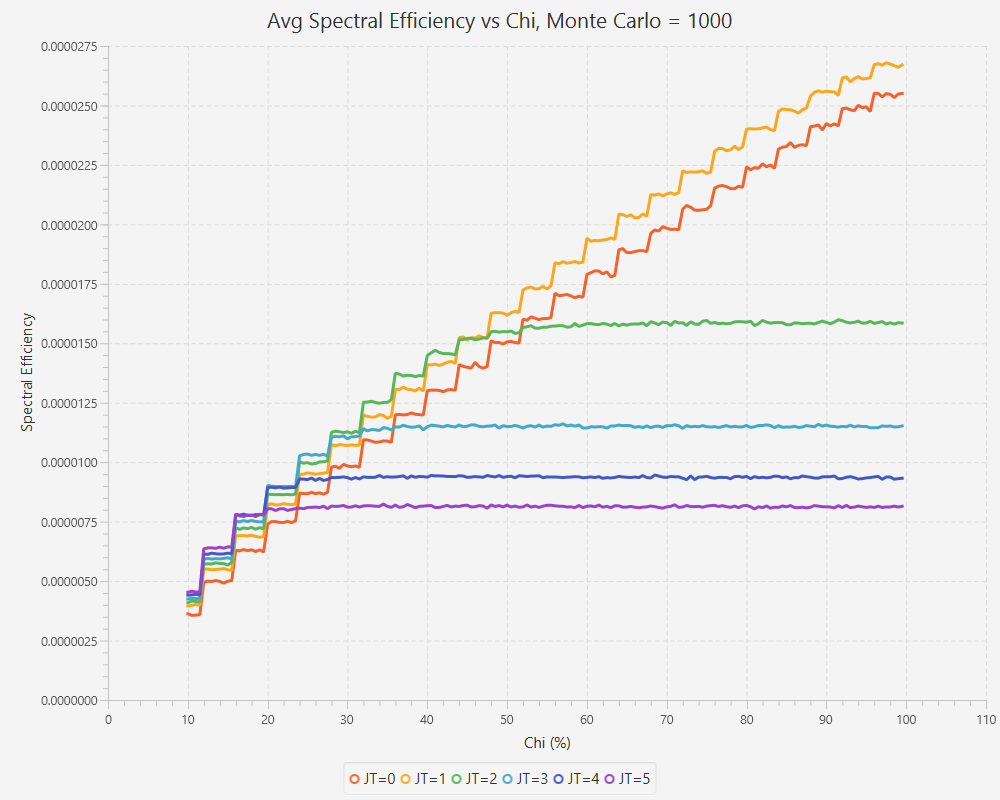 Avg Spectral Efficiency vs Chi, Monte Carlo = 1000
0.0000275
0.0000250
0.0000225
0.0000200
0.0000175
0.0000150
0.0000125
0.0000100
0.0000075
0.0000050
0.0000025
0.0000000
Spectral Efficiency
0 10 20 30 40 50 60 70 80 90 100 110
Chi (%)
JT=0 JT=1 JT=2 JT=3 JT=4 JT=5